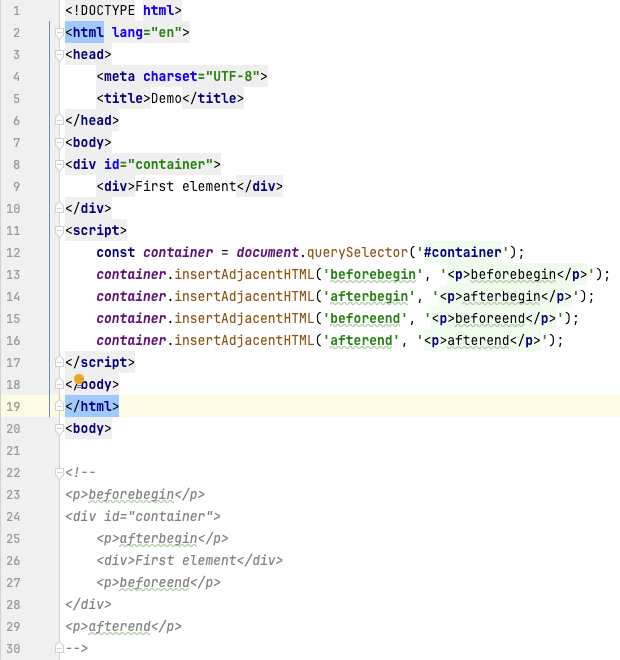 1 <!DOCTYPE html>
2 <html lang="en">
3 <head>
4     <meta charset="UTF-8">
5     <title>Demo</title>
6 </head>
7 <body>
8 <div id="container">
9     <div>First element</div>
10 </div>
11 <script>
12     const container = document.querySelector('#container');
13     container.insertAdjacentHTML('beforebegin', '<p>beforebegin</p>');
14     container.insertAdjacentHTML('afterbegin', '<p>afterbegin</p>');
15     container.insertAdjacentHTML('beforeend', '<p>beforeend</p>');
16     container.insertAdjacentHTML('afterend', '<p>afterend</p>');
17 </script>
18 </body>
19 </html>
20 <body>
21
22 <!--
23 <p>beforebegin</p>
24 <div id="container">
25     <p>afterbegin</p>
26     <div>First element</div>
27     <p>beforeend</p>
28 </div>
29 <p>afterend</p>
30 -->